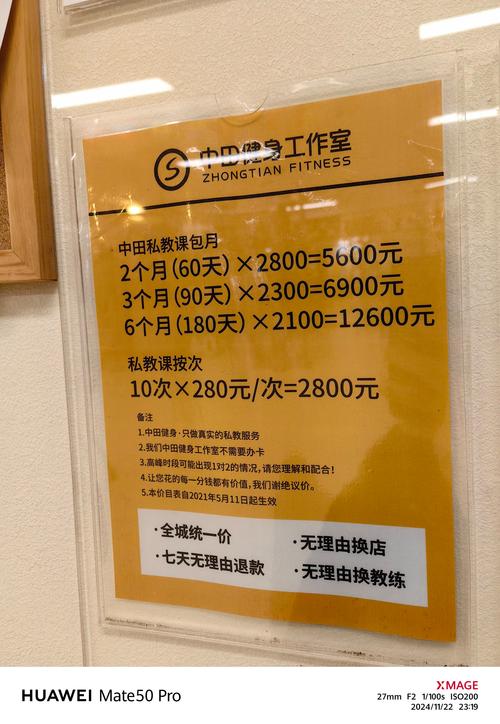 中田健身工作室
ZHONGTIAN FITNESS
中田私教课包月
2个月(60天)×2800=5600元
3个月(90天)×2300=6900元
6个月(180天)×2100=12600元
私教课按次
10次×280元/次=2800元
备注
1.中田健身·只做真实的私教服务
2.我们中田健身工作室不需要办卡
3.高峰时段可能出现1对2的情况,请您理解和配合!
4.让您花的每一分钱都有价值,我们谢绝议价。
5.本价目表自2021年5月11日起生效
·全城统一价
·无理由换店
·七天无理由退款
·无理由换教练
HUAWEI Mate50 Pro
XMAGE
27mm F2 1/100s ISO200
2024/11/22 23:19